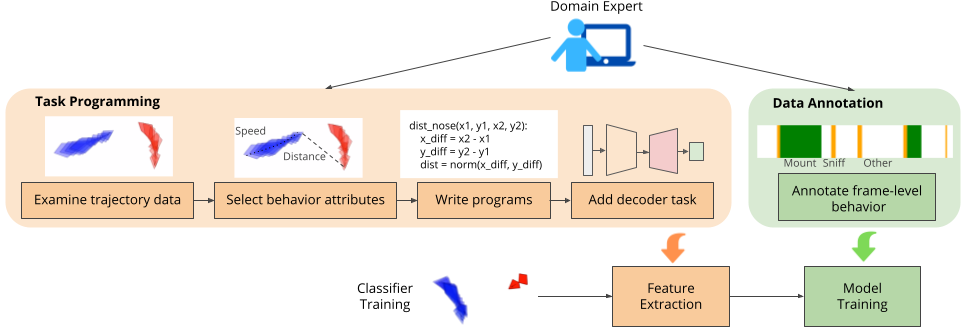 Domain Expert
Task Programming
Speed
Distance
dist_nose(x1, y1, x2, y2):
x_diff = x2 - x1
y_diff = y2 - y1
dist = norm(x_diff, y_diff)
Examine trajectory data
Select behavior attributes
Write programs
Add decoder task
Data Annotation
Mount Sniff Other
Annotate frame-level
behavior
Classifier
Training
Feature
Extraction
Model
Training